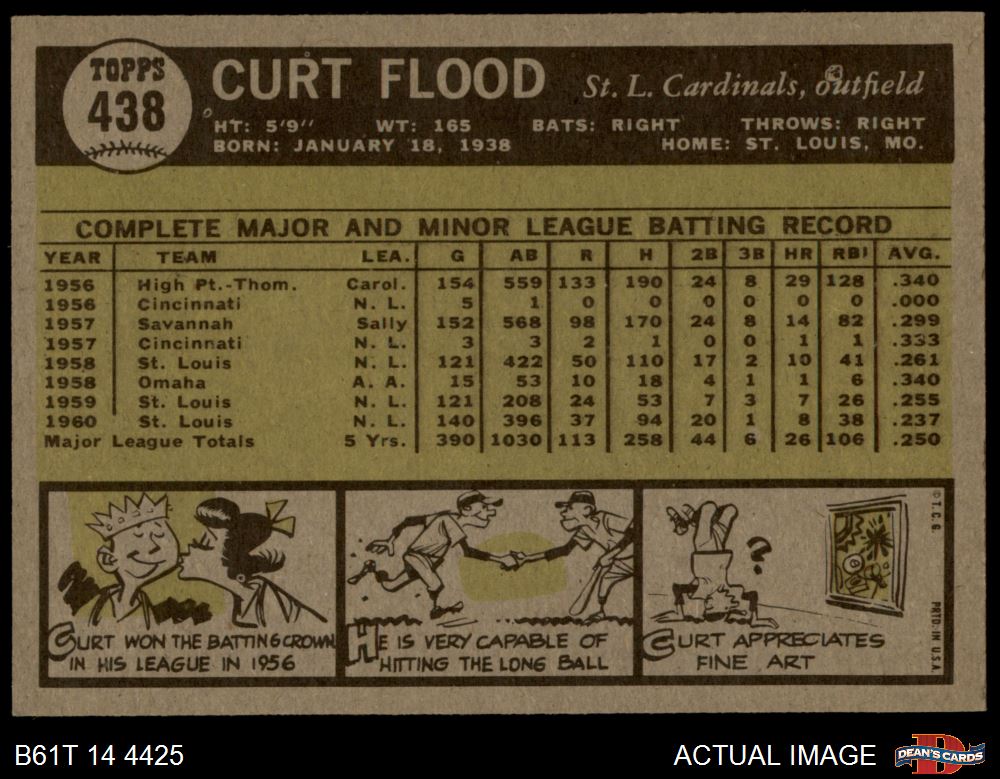 TOPPS
438
CURT FLOOD
St. L. Cardinals, outfield
HT: 5'9" WT: 165 BATS: RIGHT THROWS: RIGHT
BORN: JANUARY 18, 1938 HOME: ST. LOUIS, MO.
COMPLETE MAJOR AND MINOR LEAGUE BATTING RECORD
YEAR TEAM LEA. G AB R H 2B 3B HR RBI AVG.
1956 High Pt.-Thom. Carol. 154 559 133 190 24 8 29 128 .340
1956 Cincinnati N. L. 5 1 0 0 0 0 0 0 .000
1957 Savannah Sally 152 568 98 170 24 8 14 82 .299
1957 Cincinnati N. L. 3 3 2 1 0 0 1 1 .333
1958 St. Louis N. L. 121 422 50 110 17 2 10 41 .261
1958 Omaha A. A. 15 53 10 18 4 1 1 6 .340
1959 St. Louis N. L. 121 208 24 53 7 3 7 26 .255
1960 St. Louis N. L. 140 396 37 94 20 1 8 38 .237
Major League Totals 5 Yrs. 390 1030 113 258 44 6 26 106 .250
CURT WON THE BATTING CROWN
IN HIS LEAGUE IN 1956
HE IS VERY CAPABLE OF
HITTING THE LONG BALL
?
CURT APPRECIATES
FINE ART
© T. C. G.
PRTD. IN U.S.A.
B61T 14 4425
ACTUAL IMAGE
D
DEAN'S CARDS